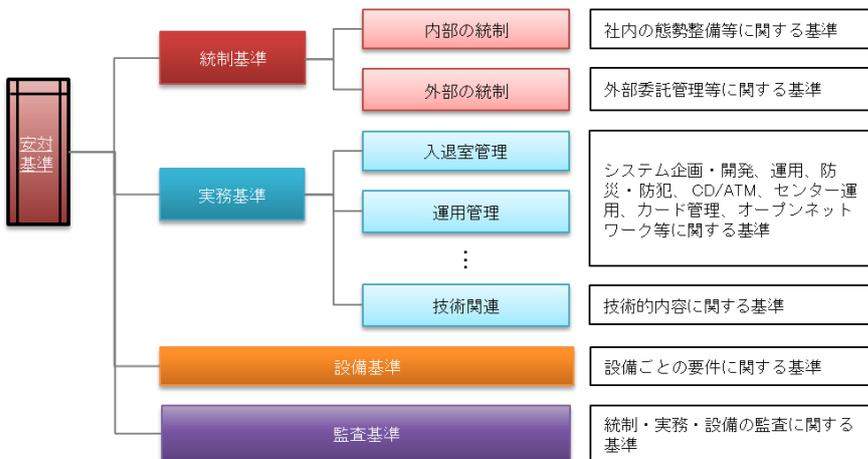 安対
基準
統制基準
内部の統制
社内の態勢整備等に関する基準
外部の統制
外部委託管理等に関する基準
実務基準
入退室管理
運用管理
⋮
技術関連
システム企画・開発、運用、防
災・防犯、CD/ATM、センター運
用、カード管理、オープンネット
ワーク等に関する基準
技術的内容に関する基準
設備基準
設備ごとの要件に関する基準
監査基準
統制・実務・設備の監査に関する
基準